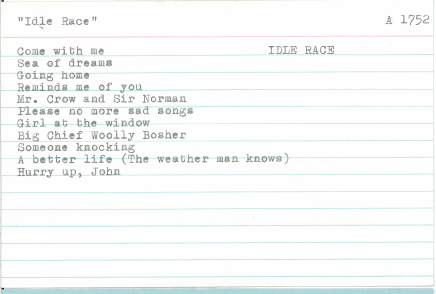 "Idle Race" A 1752
Come with me IDLE RACE
Sea of dreams
Going home
Reminds me of you
Mr. Crow and Sir Norman
Please no more sad songs
Girl at the window
Big Chief Woolly Bosher
Someone knocking
A better life (The weather man knows)
Hurry up, John